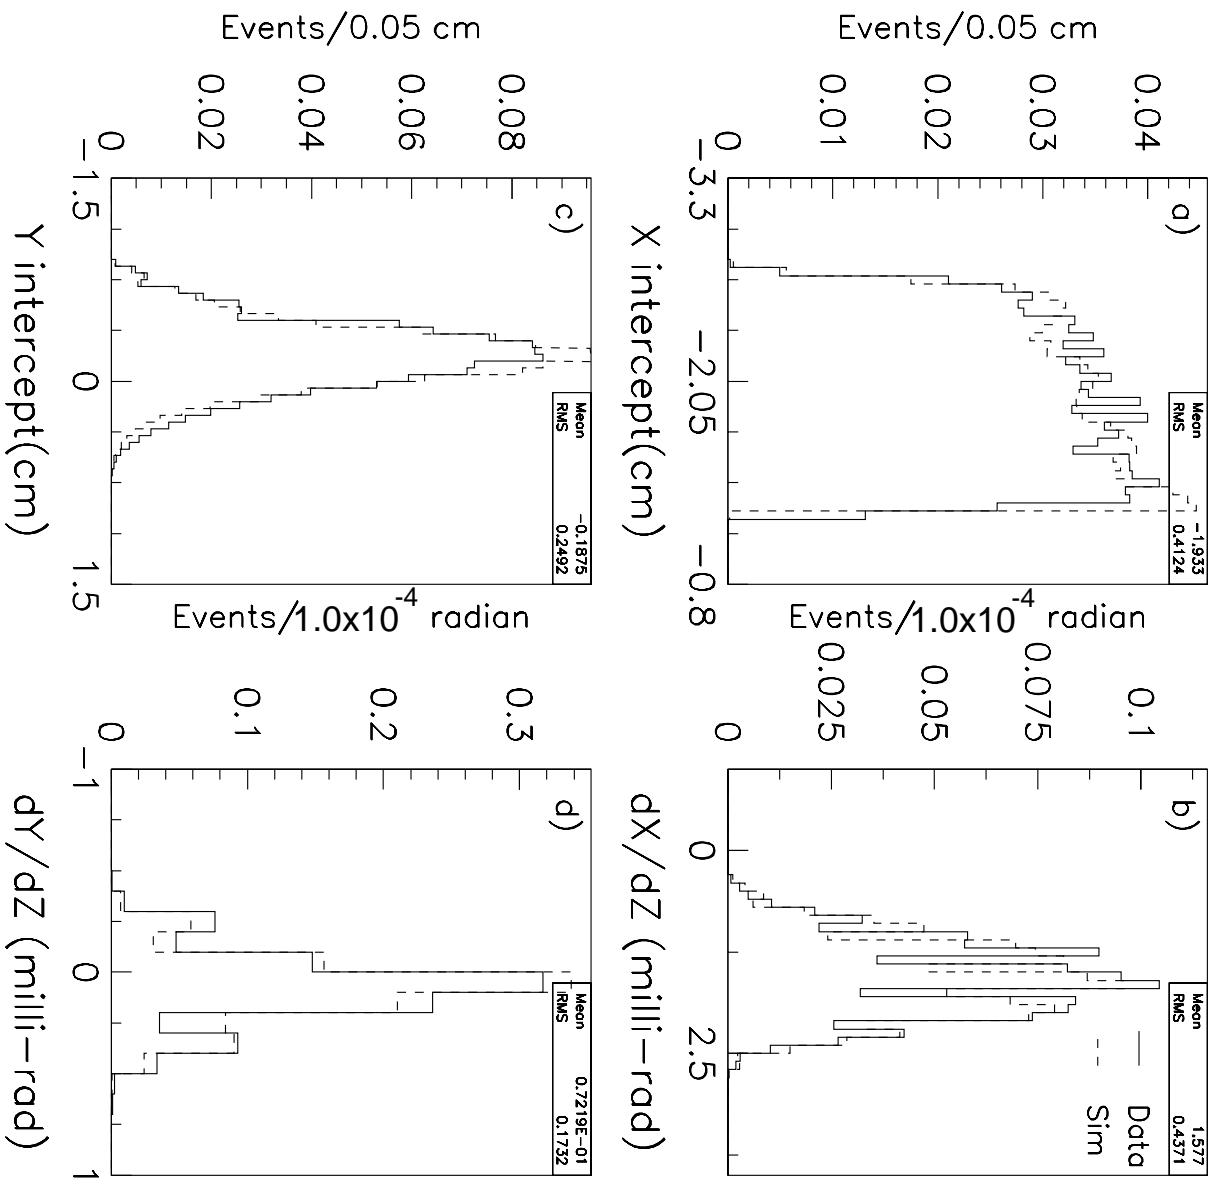 a)
Mean -1.933
RMS 0.4124
Events/0.05 cm
0.04
0.03
0.02
0.01
0
-3.3
-2.05
-0.8
X intercept(cm)
b)
Mean 1.577
RMS 0.4371
Data
Sim
Events/1.0x10-4 radian
0.1
0.075
0.05
0.025
0
0
2.5
dX/dZ (milli-rad)
c)
Mean -0.1875
RMS 0.2492
Events/0.05 cm
0.08
0.06
0.04
0.02
0
-1.5
0
1.5
Y intercept(cm)
d)
Mean 0.7219E-01
RMS 0.1732
Events/1.0x10-4 radian
0.3
0.2
0.1
0
-1
0
1
dY/dZ (milli-rad)